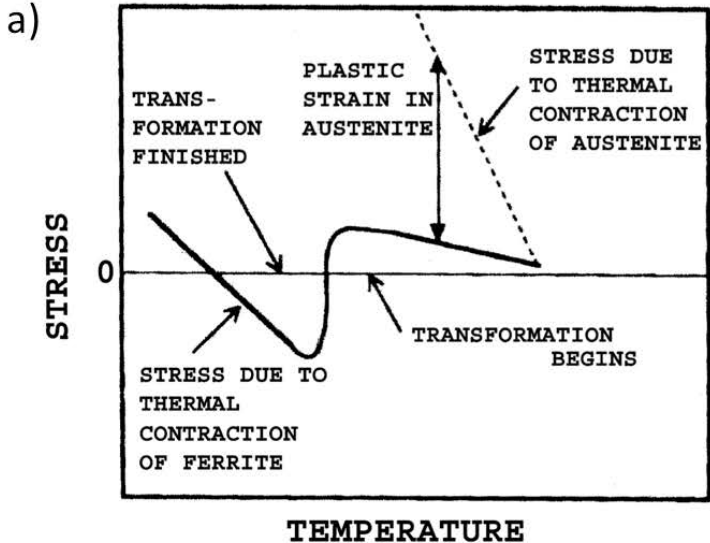 a)
TRANS-
FORMATION
FINISHED
PLASTIC
STRAIN IN
AUSTENITE
STRESS DUE
TO THERMAL
CONTRACTION
OF AUSTENITE
STRESS
0
TRANSFORMATION
BEGINS
STRESS DUE TO
THERMAL
CONTRACTION
OF FERRITE
TEMPERATURE